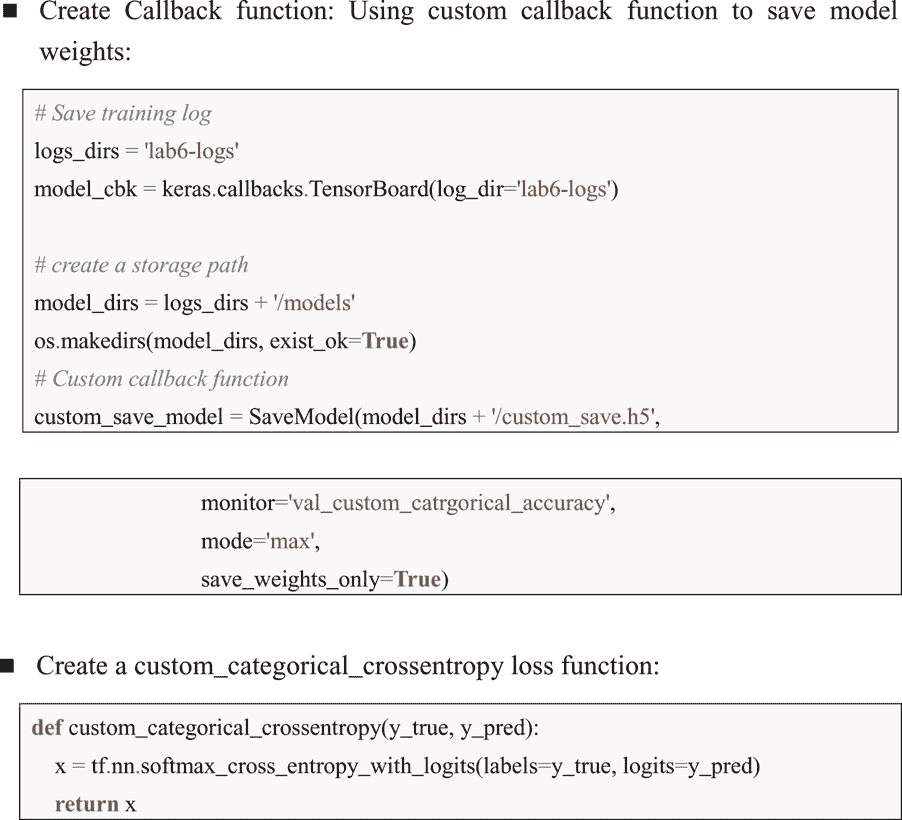 ■ Create Callback function: Using custom callback function to save model
weights:
# Save training log
logs_dirs = 'lab6-logs'
model_cbk = keras.callbacks.TensorBoard(log_dir='lab6-logs')
# create a storage path
model_dirs = logs_dirs + '/models'
os.makedirs(model_dirs, exist_ok=True)
# Custom callback function
custom_save_model = SaveModel(model_dirs + '/custom_save.h5',
monitor='val_custom_catrgorical_accuracy',
mode='max',
save_weights_only=True)
■ Create a custom_categorical_crossentropy loss function:
def custom_categorical_crossentropy(y_true, y_pred):
x = tf.nn.softmax_cross_entropy_with_logits(labels=y_true, logits=y_pred)
return x